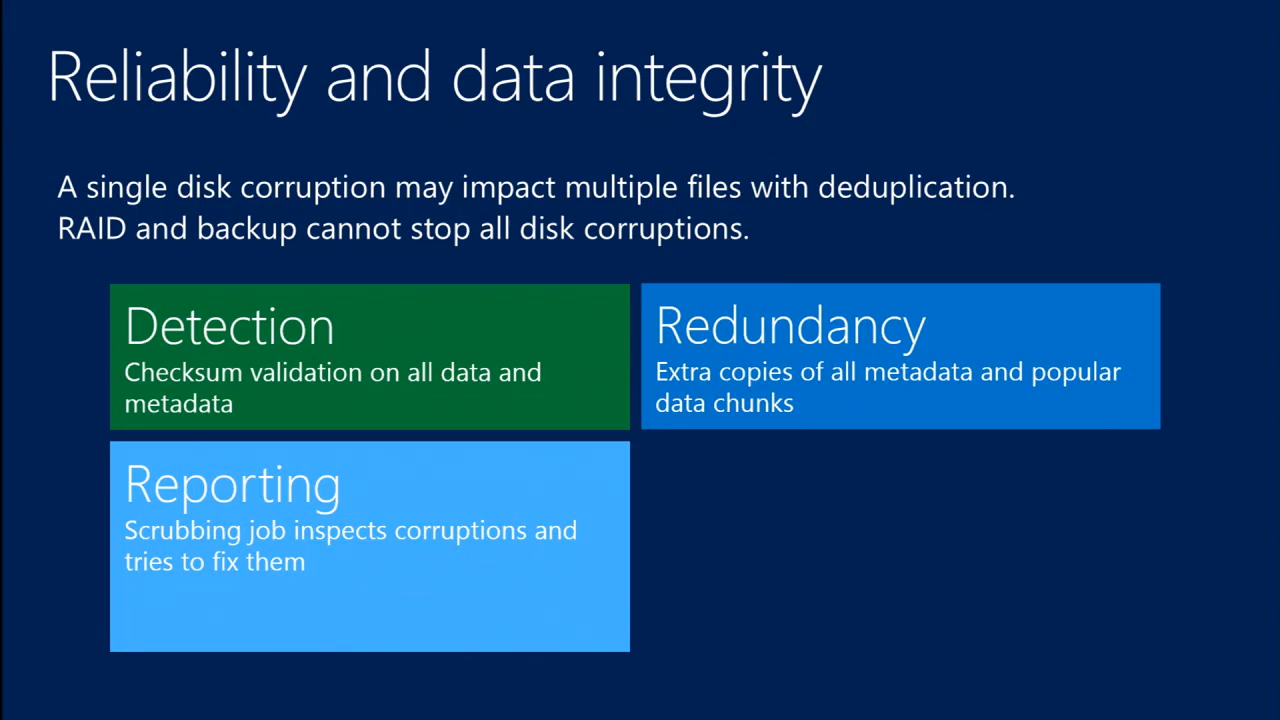 Reliability and data integrity
A single disk corruption may impact multiple files with deduplication.
RAID and backup cannot stop all disk corruptions.
Detection
Checksum validation on all data and
metadata
Redundancy
Extra copies of all metadata and popular
data chunks
Reporting
Scrubbing job inspects corruptions and
tries to fix them